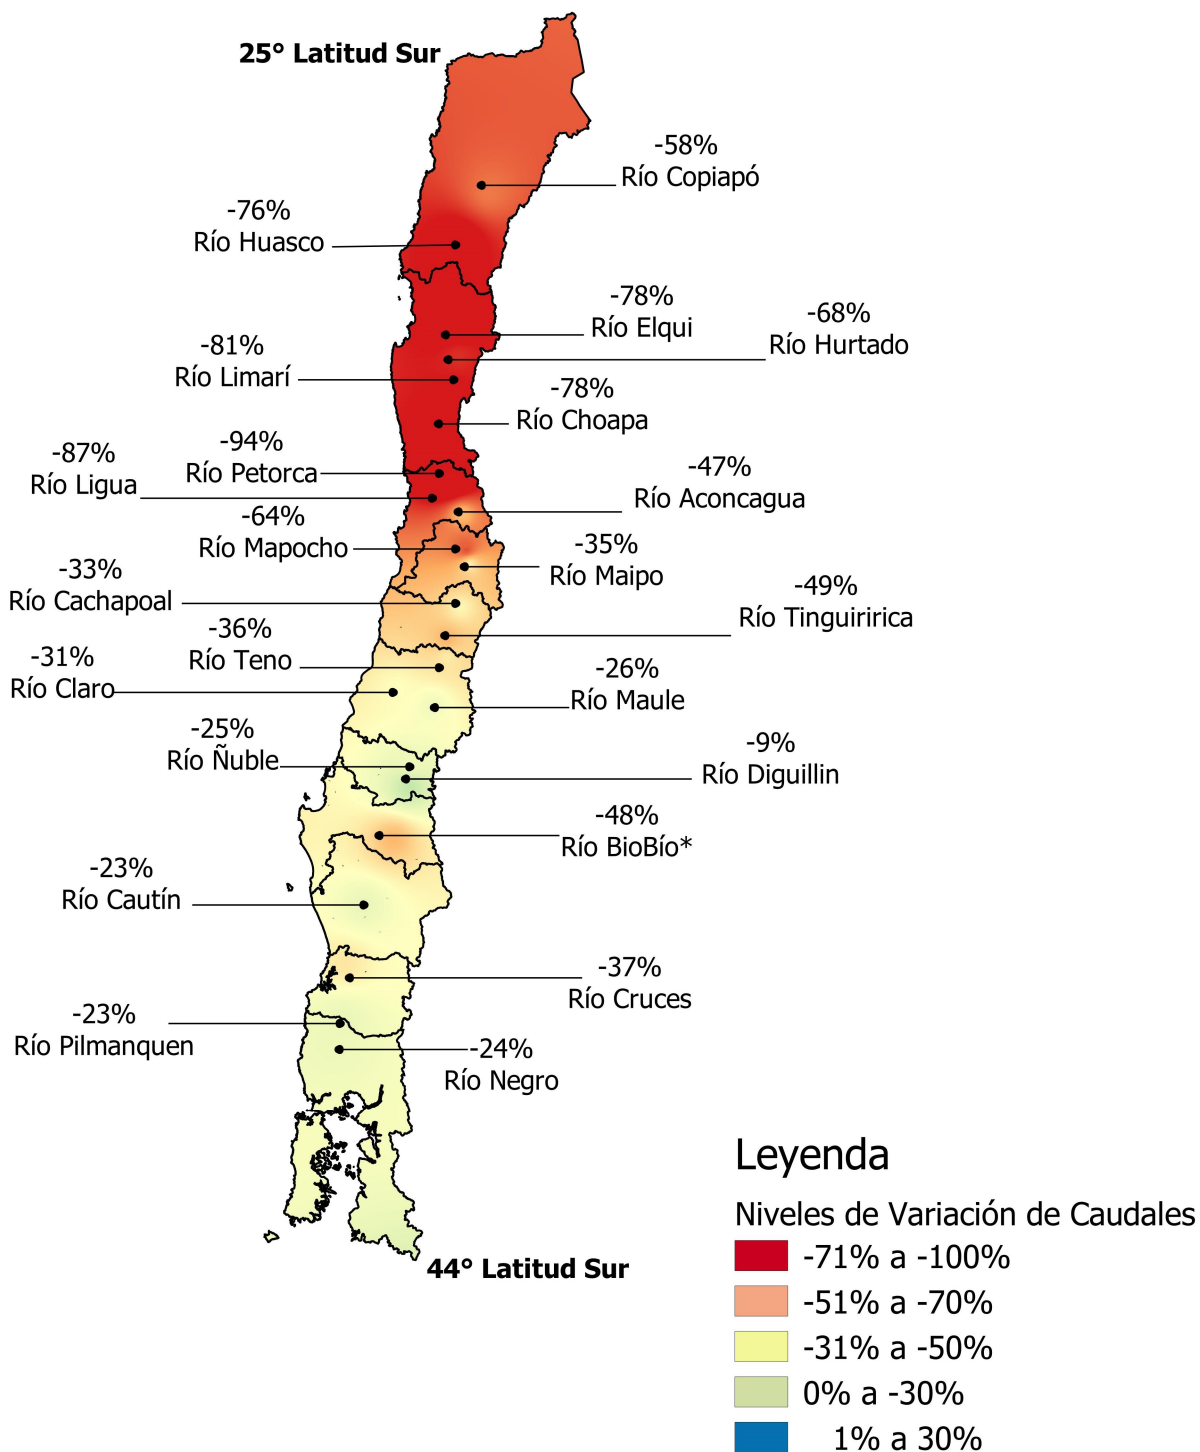 25° Latitud Sur
-58%
Río Copiapó
-76%
Río Huasco
-78%
Río Elqui
-68%
Río Hurtado
-81%
Río Limarí
-78%
Río Choapa
-94%
Río Petorca
-87%
Río Ligua
-47%
Río Aconcagua
-64%
Río Mapocho
-35%
Río Maipo
-33%
Río Cachapoal
-49%
Río Tinguiririca
-36%
Río Teno
-31%
Río Claro
-26%
Río Maule
-25%
Río Ñuble
-9%
Río Diguillin
-48%
Río BioBío*
-23%
Río Cautín
-37%
Río Cruces
-23%
Río Pilmanquen
-24%
Río Negro
44° Latitud Sur
Leyenda
Niveles de Variación de Caudales
-71% a -100%
-51% a -70%
-31% a -50%
0% a -30%
1% a 30%